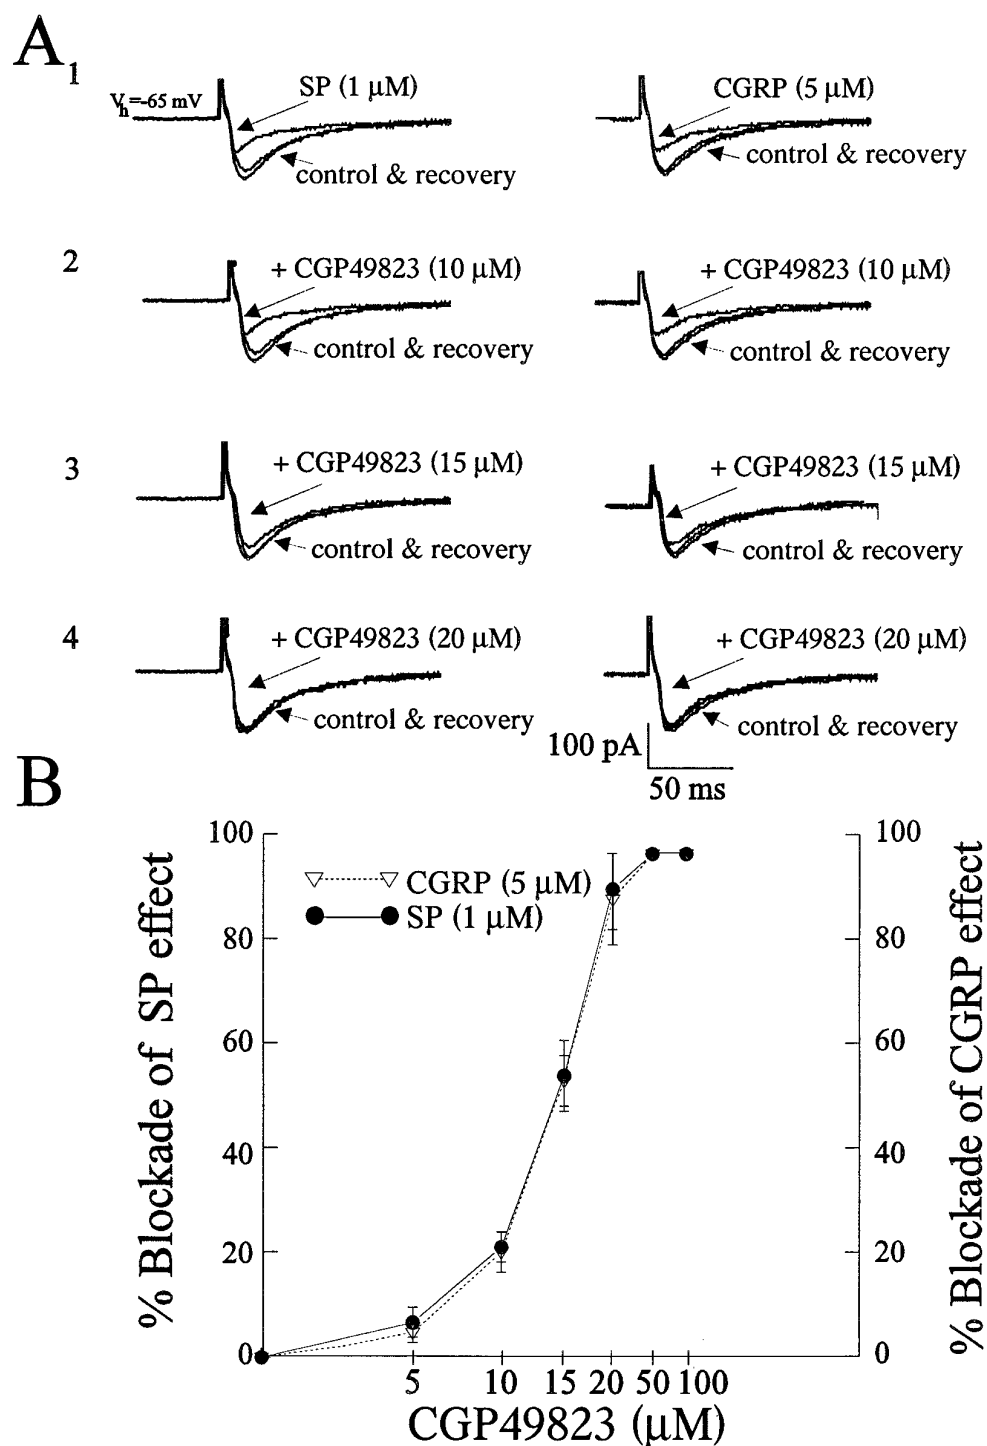 A
1
SP (1 µM)
CGRP (5 µM)
Vh=-65 mV
control & recovery
control & recovery
2
+ CGP49823 (10 µM)
+ CGP49823 (10 µM)
control & recovery
control & recovery
3
+ CGP49823 (15 µM)
+ CGP49823 (15 µM)
control & recovery
control & recovery
4
+ CGP49823 (20 µM)
+ CGP49823 (20 µM)
control & recovery
control & recovery
100 pA
50 ms
B
% Blockade of SP effect
100
80
60
40
20
0
CGRP (5 µM)
SP (1 µM)
100
80
60
40
20
0
% Blockade of CGRP effect
5 10 15 20 50 100
CGP49823 (µM)